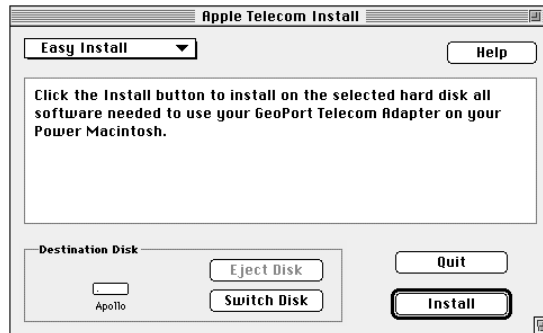 Apple Telecom Install
Easy Install
Help
Click the Install button to install on the selected hard disk all
software needed to use your GeoPort Telecom Adapter on your
Power Macintosh.
Destination Disk
Eject Disk
Quit
Apollo
Switch Disk
Install